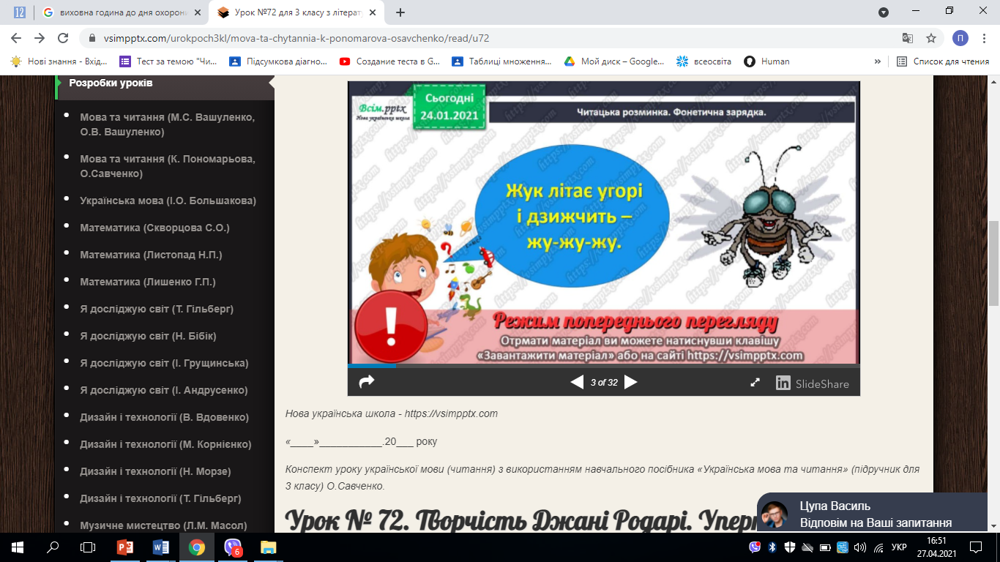 12
виховна година до дня охорони
Урок №72 для 3 класу з літерату
vsimpptx.com/urokpoch3kl/mova-ta-chytannia-k-ponomarova-osavchenko/read/u72
П
Нові знання - Вхід...
Тест за темою "Чи...
Підсумкова діагно...
Создание теста в G...
Таблиці множення...
Мой диск – Google...
всеосвіта
Human
»
Список для чтения
Розробки уроків
Мова та читання (М.С. Вашуленко,
О.В. Вашуленко)
Мова та читання (К. Пономарьова,
О.Савченко)
Українська мова (І.О. Большакова)
Математика (Скворцова С.О.)
Математика (Листопад Н.П.)
Математика (Лишенко Г.П.)
Я досліджую світ (Т. Гільберг)
Я досліджую світ (Н. Бібік)
Я досліджую світ (І. Грущинська)
Я досліджую світ (І. Андрусенко)
Дизайн і технології (В. Вдовенко)
Дизайн і технології (М. Корнієнко)
Дизайн і технології (Н. Морзе)
Дизайн і технології (Т. Гільберг)
Музичне мистецтво (Л.М. Масол)
Всім.pptx
Нова українська школа
Сьогодні
24.01.2021
Читацька розминка. Фонетична зарядка.
Жук літає угорі
і дзижчить –
жу-жу-жу.
https://vsimpptx.com
Режим попереднього перегляду
Отрмати матеріал ви можете натиснувши клавішу
«Завантажити матеріал» або на сайті https://vsimpptx.com
3 of 32
in SlideShare
Нова українська школа - https://vsimpptx.com
«____»___________.20___ року
Конспект уроку української мови (читання) з використанням навчального посібника «Українська мова та читання» (підручник для
3 класу) О.Савченко.
Урок № 72. Творчість Джані Родарі. Уперт
Цупа Василь
Відповім на Ваші запитання
6
УКР
16:51
27.04.2021